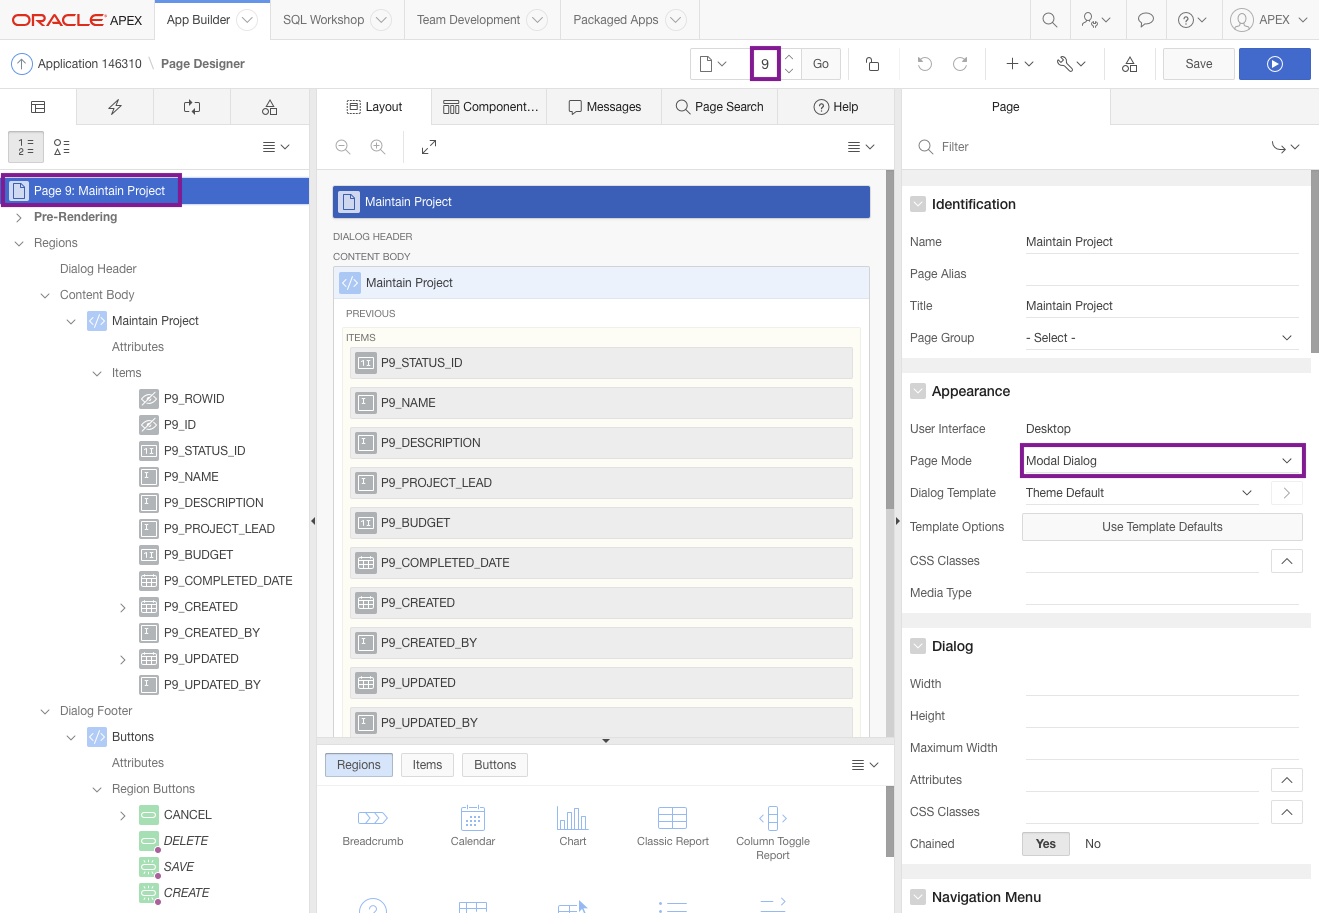 ORACLE APEX
App Builder
SQL Workshop
Team Development
Packaged Apps
APEX
Application 146310 \ Page Designer
9
Go
Save
Layout
Component...
Messages
Page Search
Help
Page
Filter
Page 9: Maintain Project
Pre-Rendering
Regions
Dialog Header
Content Body
Maintain Project
Attributes
Items
P9_ROWID
P9_ID
P9_STATUS_ID
P9_NAME
P9_DESCRIPTION
P9_PROJECT_LEAD
P9_BUDGET
P9_COMPLETED_DATE
P9_CREATED
P9_CREATED_BY
P9_UPDATED
P9_UPDATED_BY
Dialog Footer
Buttons
Attributes
Region Buttons
CANCEL
DELETE
SAVE
CREATE
Maintain Project
DIALOG HEADER
CONTENT BODY
Maintain Project
PREVIOUS
ITEMS
P9_STATUS_ID
P9_NAME
P9_DESCRIPTION
P9_PROJECT_LEAD
P9_BUDGET
P9_COMPLETED_DATE
P9_CREATED
P9_CREATED_BY
P9_UPDATED
P9_UPDATED_BY
Regions
Items
Buttons
Breadcrumb
Calendar
Chart
Classic Report
Column Toggle
Report
Identification
Name Maintain Project
Page Alias
Title Maintain Project
Page Group - Select -
Appearance
User Interface Desktop
Page Mode Modal Dialog
Dialog Template Theme Default
Template Options Use Template Defaults
CSS Classes
Media Type
Dialog
Width
Height
Maximum Width
Attributes
CSS Classes
Chained Yes No
Navigation Menu